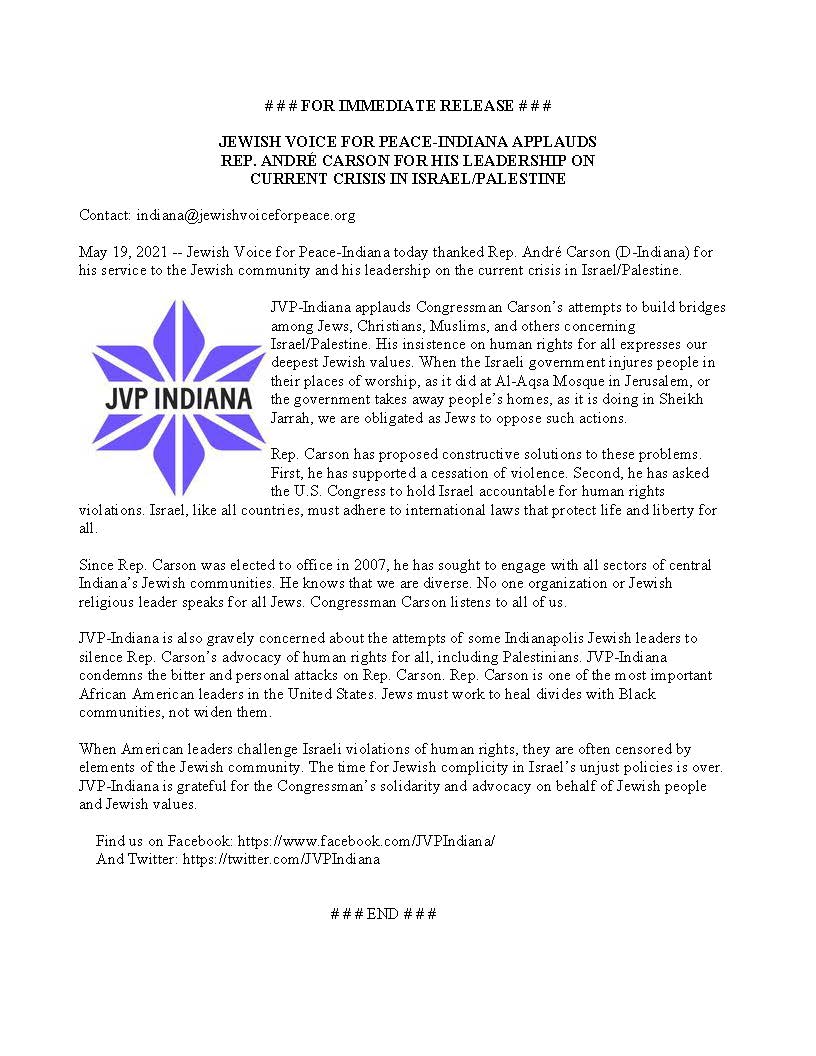 # # # FOR IMMEDIATE RELEASE # # #
JEWISH VOICE FOR PEACE-INDIANA APPLAUDS
REP. ANDRÉ CARSON FOR HIS LEADERSHIP ON
CURRENT CRISIS IN ISRAEL/PALESTINE
Contact: indiana@jewishvoiceforpeace.org
May 19, 2021 -- Jewish Voice for Peace-Indiana today thanked Rep. André Carson (D-Indiana) for
his service to the Jewish community and his leadership on the current crisis in Israel/Palestine.
JVP INDIANA
JVP-Indiana applauds Congressman Carson’s attempts to build bridges
among Jews, Christians, Muslims, and others concerning
Israel/Palestine. His insistence on human rights for all expresses our
deepest Jewish values. When the Israeli government injures people in
their places of worship, as it did at Al-Aqsa Mosque in Jerusalem, or
the government takes away people’s homes, as it is doing in Sheikh
Jarrah, we are obligated as Jews to oppose such actions.
Rep. Carson has proposed constructive solutions to these problems.
First, he has supported a cessation of violence. Second, he has asked
the U.S. Congress to hold Israel accountable for human rights
violations. Israel, like all countries, must adhere to international laws that protect life and liberty for
all.
Since Rep. Carson was elected to office in 2007, he has sought to engage with all sectors of central
Indiana’s Jewish communities. He knows that we are diverse. No one organization or Jewish
religious leader speaks for all Jews. Congressman Carson listens to all of us.
JVP-Indiana is also gravely concerned about the attempts of some Indianapolis Jewish leaders to
silence Rep. Carson’s advocacy of human rights for all, including Palestinians. JVP-Indiana
condemns the bitter and personal attacks on Rep. Carson. Rep. Carson is one of the most important
African American leaders in the United States. Jews must work to heal divides with Black
communities, not widen them.
When American leaders challenge Israeli violations of human rights, they are often censored by
elements of the Jewish community. The time for Jewish complicity in Israel’s unjust policies is over.
JVP-Indiana is grateful for the Congressman’s solidarity and advocacy on behalf of Jewish people
and Jewish values.
Find us on Facebook: https://www.facebook.com/JVPIndiana/
And Twitter: https://twitter.com/JVPIndiana
# # # END # # #